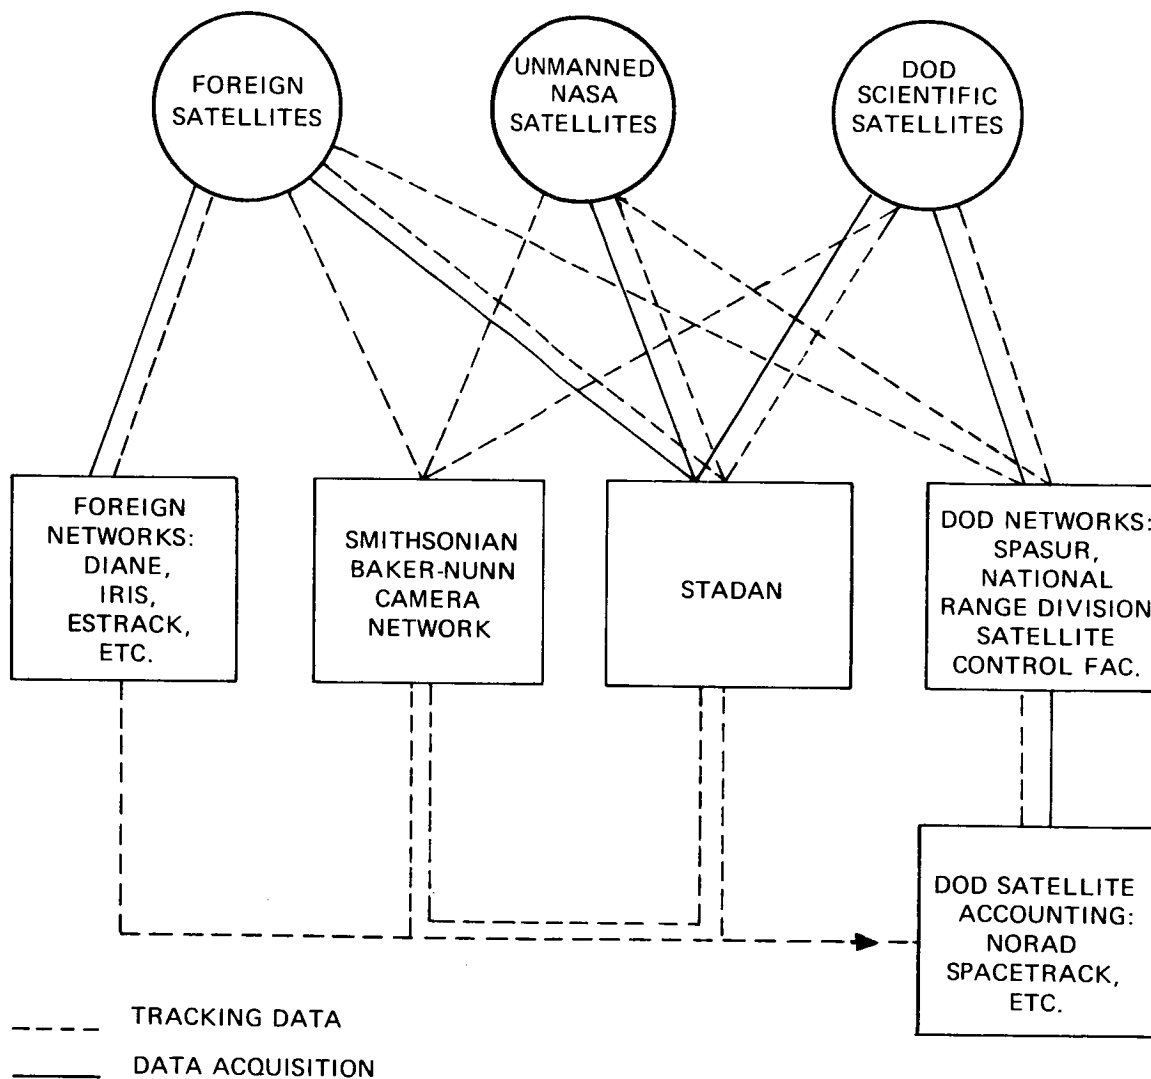 FOREIGN
SATELLITES
UNMANNED
NASA
SATELLITES
DOD
SCIENTIFIC
SATELLITES
FOREIGN
NETWORKS:
DIANE,
IRIS,
ESTRACK,
ETC.
SMITHSONIAN
BAKER-NUNN
CAMERA
NETWORK
STADAN
DOD NETWORKS:
SPASUR,
NATIONAL
RANGE DIVISION
SATELLITE
CONTROL FAC.
DOD SATELLITE
ACCOUNTING:
NORAD
SPACETRACK,
ETC.
TRACKING DATA
DATA ACQUISITION